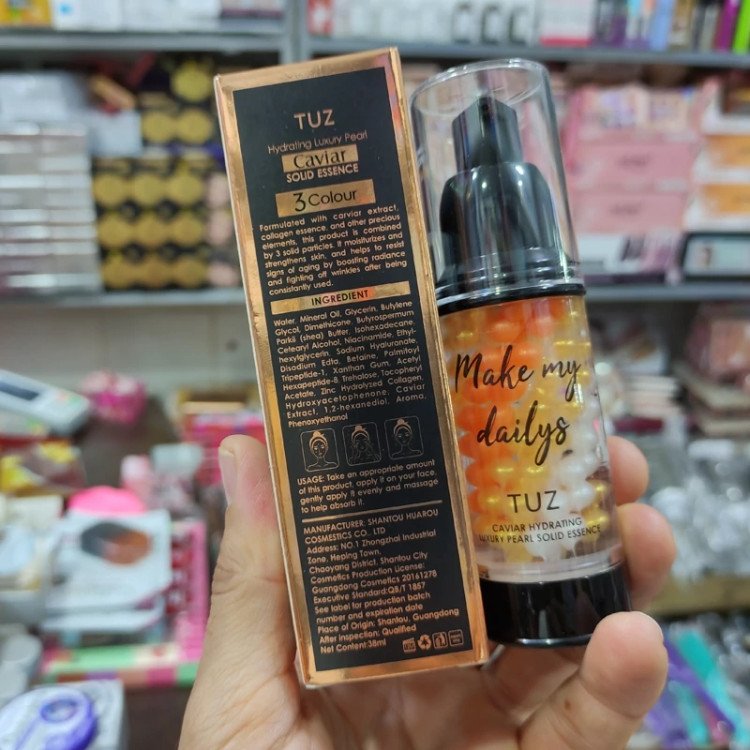 TUZ
Hydrating Luxury Pearl
Caviar
SOLID ESSENCE
3 Colour
Formulated with carviar extract,
collagen essence, and other precious
elements, this product is combined
by 3 solid particles. It moisiturizes and
strengthens skin, and helps to resist
signs of aging by boosting radiance
and fighting off wrinkles after being
consistantly used.
INGREDIENT
Water, Mineral Oil, Glycerin, Butylene
Glycol, Dimethicone Butyrospermum
Parkii (shea) Butter, Isohexadecane,
Cetearyl Alcohol, Niacinamide, Ethyl-
hexylglycerin, Sodium Hyaluronate,
Disodium Edta, Betaine, Palmitoyl
Tripeptide-1, Xanthan Gum, Acetyl
Hexapeptide-8, Trehalose, Tocopheryl
Acetate, Zinc Hydrolyzed Collagen,
Hydroxyacetophenone, Caviar
Extract, 1,2-hexanediol, Aroma,
Phenoxyethanol
USAGE: Take an appropriate amount
of this product, apply it on your face,
gently apply it evenly and massage
to help absorb it.
MANUFACTURER: SHANTOU HUAROU
COSMESTICS CO., LTD
Address: NO.1 Zhongzhai Industrial
Zone, Heping Town,
Chaoyang District, Shantou City
Cosmetics Production License:
Guangdong Cosmetics 20161278
Executive Standard:QB/T 1857
See label for production batch
number and expiration date
Place of Origin: Shantou, Guangdong
After Inspection: Qualified
Net Content:38ml
Make my
dailys
TUZ
CAVIAR HYDRATING
LUXURY PEARL SOLID ESSENCE